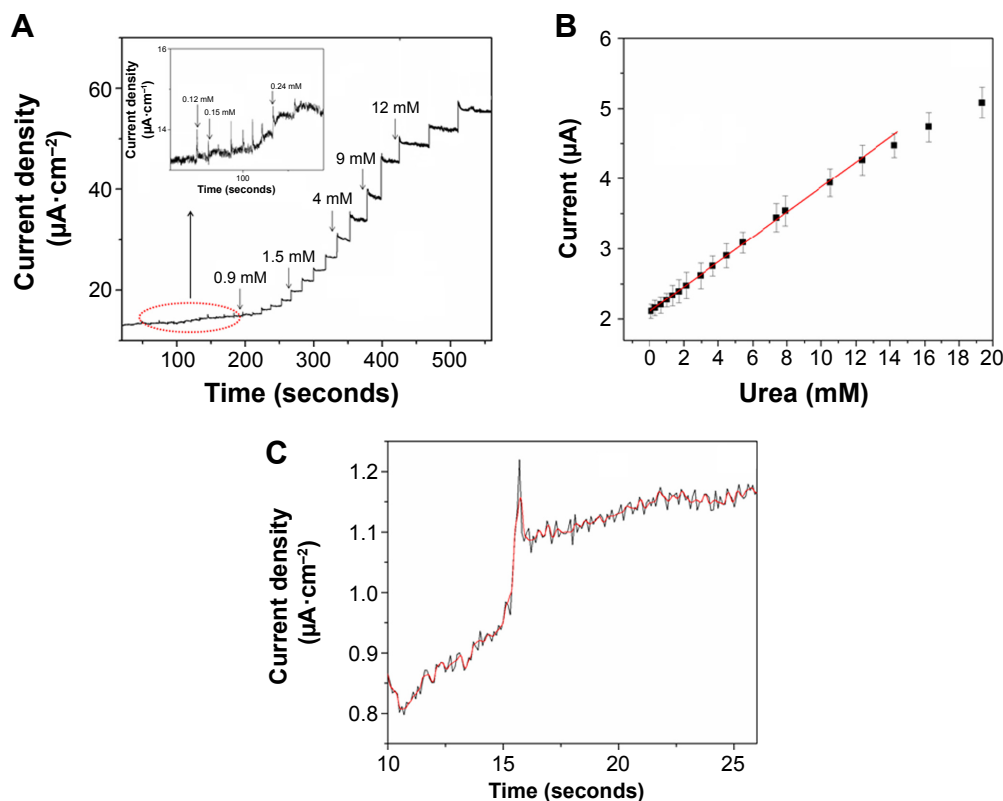 A
Current density
(µA·cm⁻²)
60
40
20
100
200
300
400
500
Time (seconds)
0.9 mM
1.5 mM
4 mM
9 mM
12 mM
Current density
(µA·cm⁻¹)
16
14
0.12 mM
0.15 mM
0.24 mM
100
Time (seconds)
B
Current (µA)
6
5
4
3
2
0
2
4
6
8
10
12
14
16
18
20
Urea (mM)
C
Current density
(µA·cm⁻²)
1.2
1.1
1.0
0.9
0.8
10
15
20
25
Time (seconds)